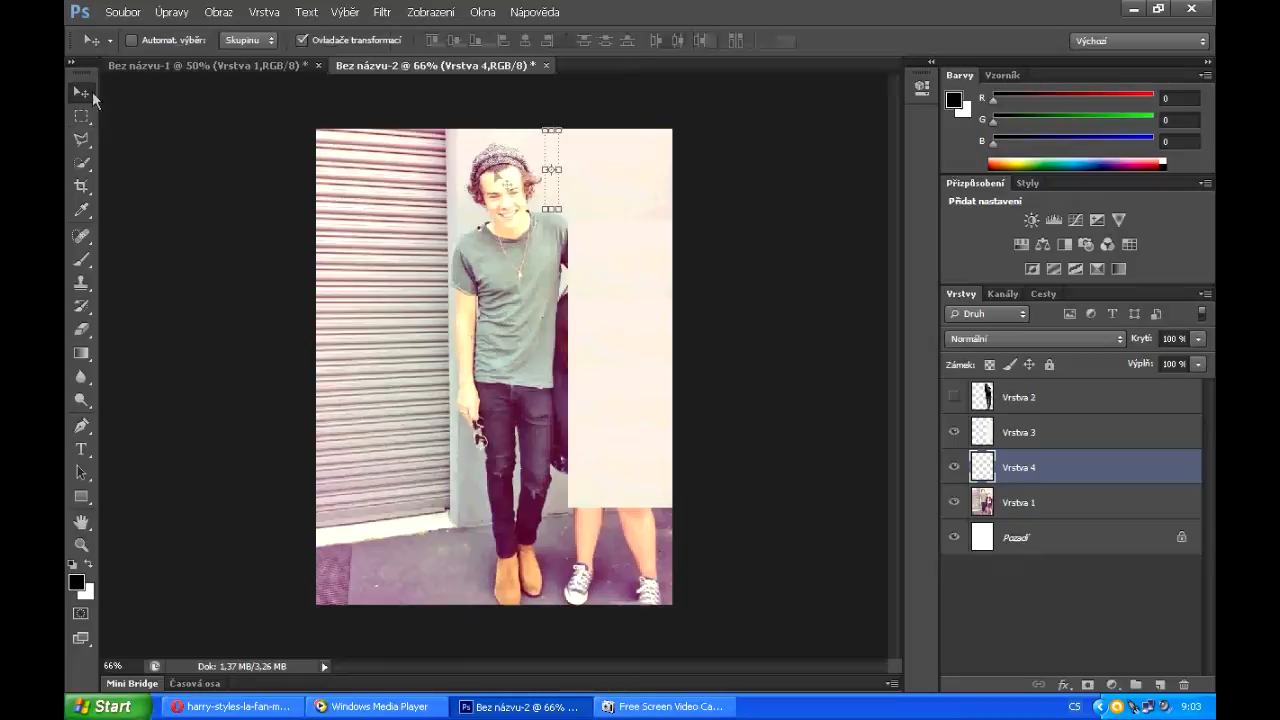 Ps Soubor Úpravy Obraz Vrstva Text Výběr Filtr Zobrazení Okna Nápověda
Automat. výběr: Skupinu Ovladače transformací Výchozí
Bez názvu-1 @ 50% (Vrstva 1,RGB/8) * × Bez názvu-2 @ 66% (Vrstva 4,RGB/8) * ×
Barvy Vzorník
R 0
G 0
B 0
Přizpůsobení Styly
Přidat nastavení
Vrstvy Kanály Cesty
Druh
Normální Krytí: 100 %
Zámek: Výplň: 100 %
Vrstva 2
Vrstva 3
Vrstva 4
Vrstva 1
Pozadí
66% Dok: 1,37 MB/3,26 MB
Mini Bridge Časová osa
Start harry-styles-la-fan-m... Windows Media Player Ps Bez názvu-2 @ 66% ... Free Screen Video Ca... CS 9:03